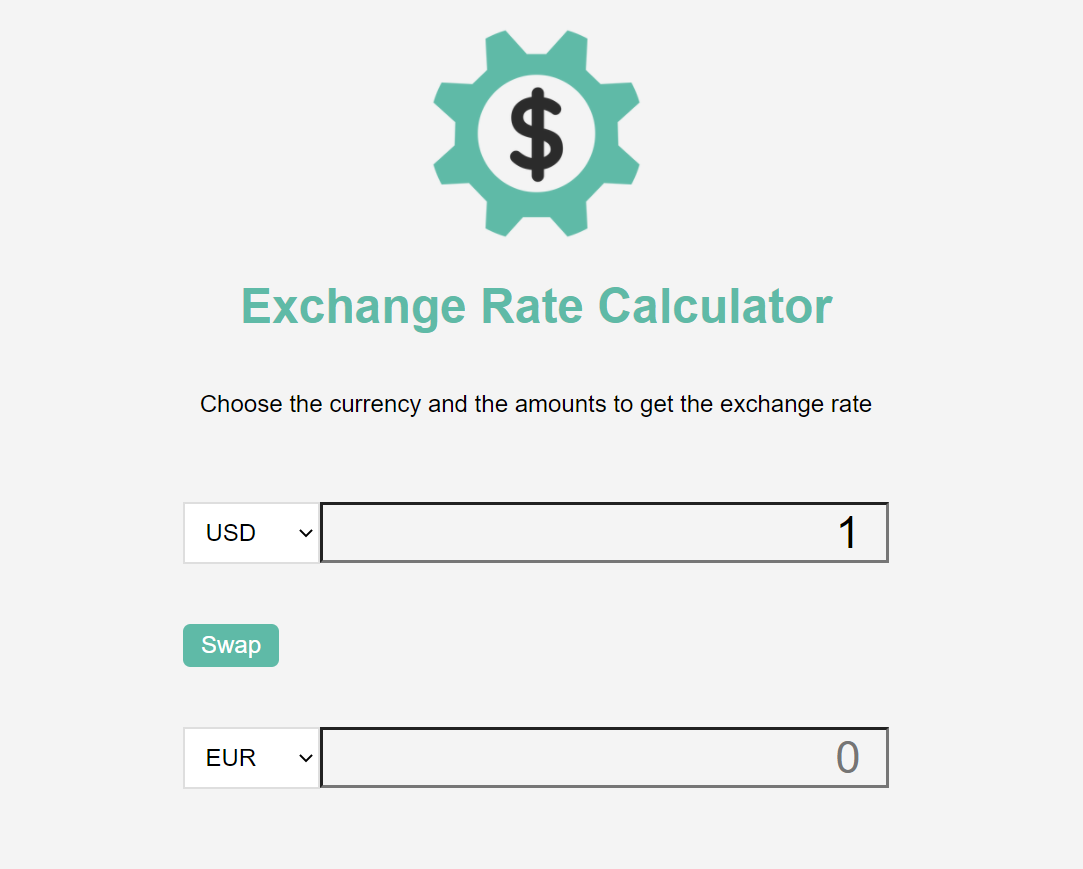 $
Exchange Rate Calculator
Choose the currency and the amounts to get the exchange rate
USD 1
Swap
EUR 0